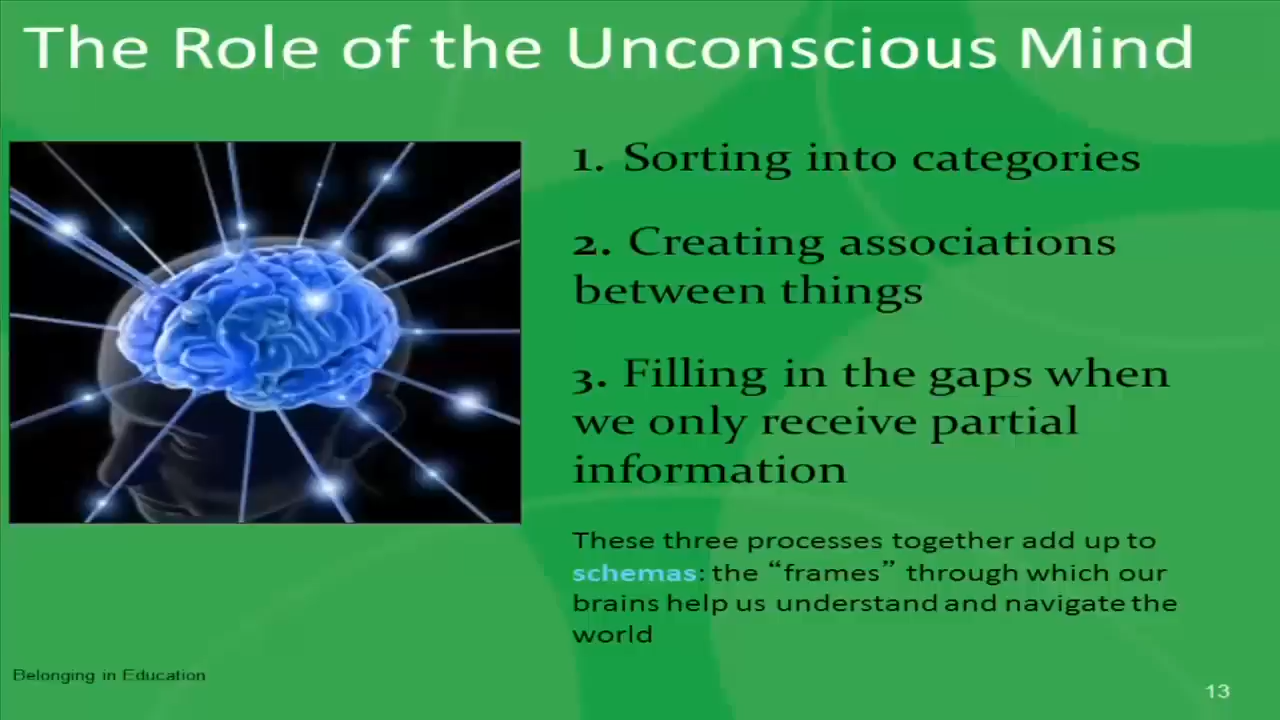 The Role of the Unconscious Mind
1. Sorting into categories
2. Creating associations
between things
3. Filling in the gaps when
we only receive partial
information
These three processes together add up to
schemas: the “frames” through which our
brains help us understand and navigate the
world
Belonging in Education
13